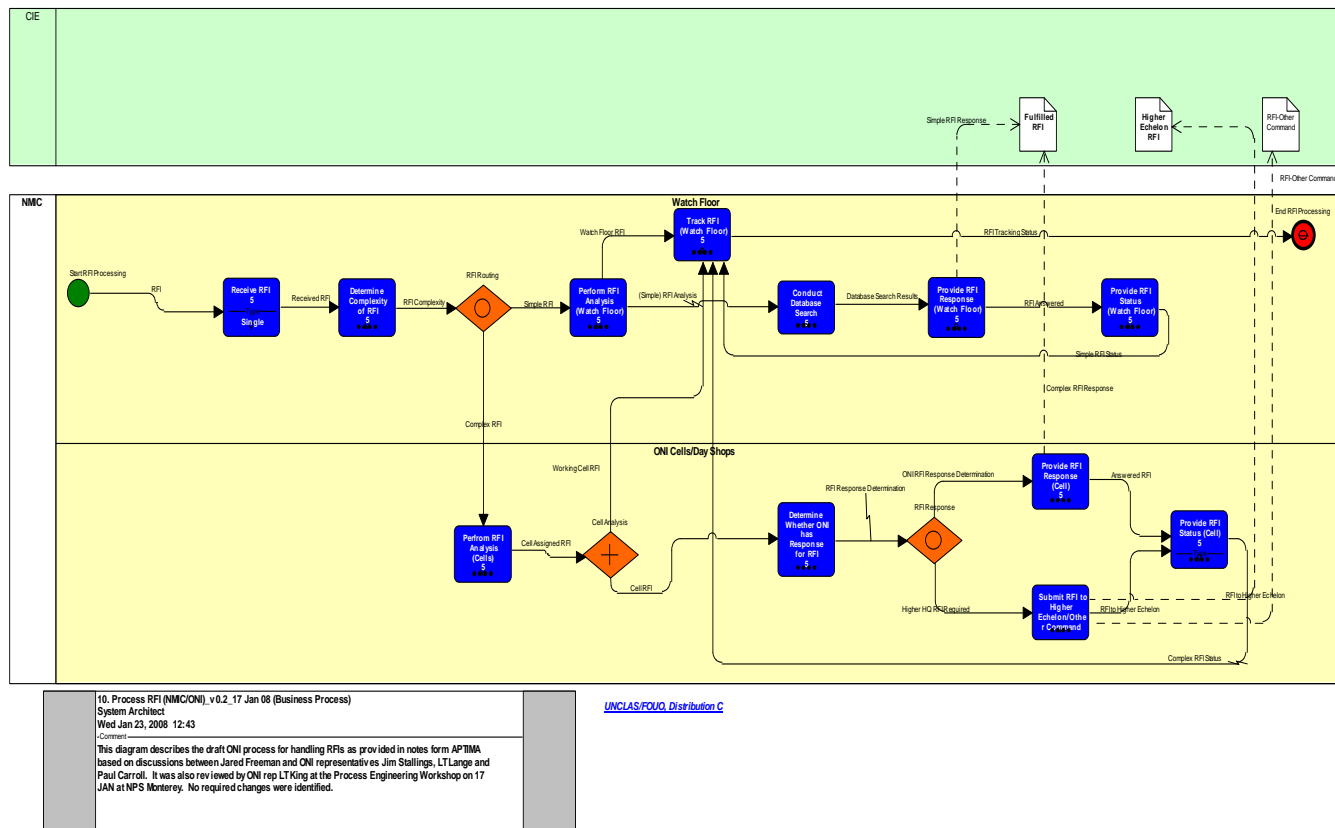 CIE
Simple RFI Response
Fulfilled
RFI
Higher
Echelon
RFI
RFI-Other
Command
RFI-Other Command
NMIC
Watch Floor
Start RFI Processing
RFI
Receive RFI
5
Single
Received RFI
Determine
Complexity
of RFI
5
RFI Complexity
RFI Routing
Simple RFI
Complex RFI
Perform RFI
Analysis
(Watch Floor)
5
Watch Floor RFI
Track RFI
(Watch Floor)
5
RFI Tracking Status
End RFI Processing
(Simple) RFI Analysis
Conduct
Database
Search
5
Database Search Results
Provide RFI
Response
(Watch Floor)
5
RFI Answered
Provide RFI
Status
(Watch Floor)
5
Simple RFI Status
Complex RFI Response
ONI Cells/Day Shops
Working Cell RFI
Perfrom RFI
Analysis
(Cells)
5
Cell Assigned RFI
Cell Analysis
Cell RFI
Determine
Whether ONI
has
Response
for RFI
5
RFI Response Determination
RFI Response
ONI RFI Response Determination
Higher HQ RFI Required
Provide RFI
Response
(Cell)
5
Answered RFI
Submit RFI to
Higher
Echelon/Othe
r Command
RFI to Higher Echelon
RFI to Higher Echelon
Provide RFI
Status (Cell)
5
Complex RFI Status
10. Process RFI (NMIC/ONI)_v 0.2_17 Jan 08 (Business Process)
System Architect
Wed Jan 23, 2008 12:43
Comment
This diagram describes the draft ONI process for handling RFIs as provided in notes form APTIMA
based on discussions between Jared Freeman and ONI representatives Jim Stallings, LT Lange and
Paul Carroll. It was also reviewed by ONI rep LT King at the Process Engineering Workshop on 17
JAN at NPS Monterey. No required changes were identified.
UNCLAS/FOUO, Distribution C